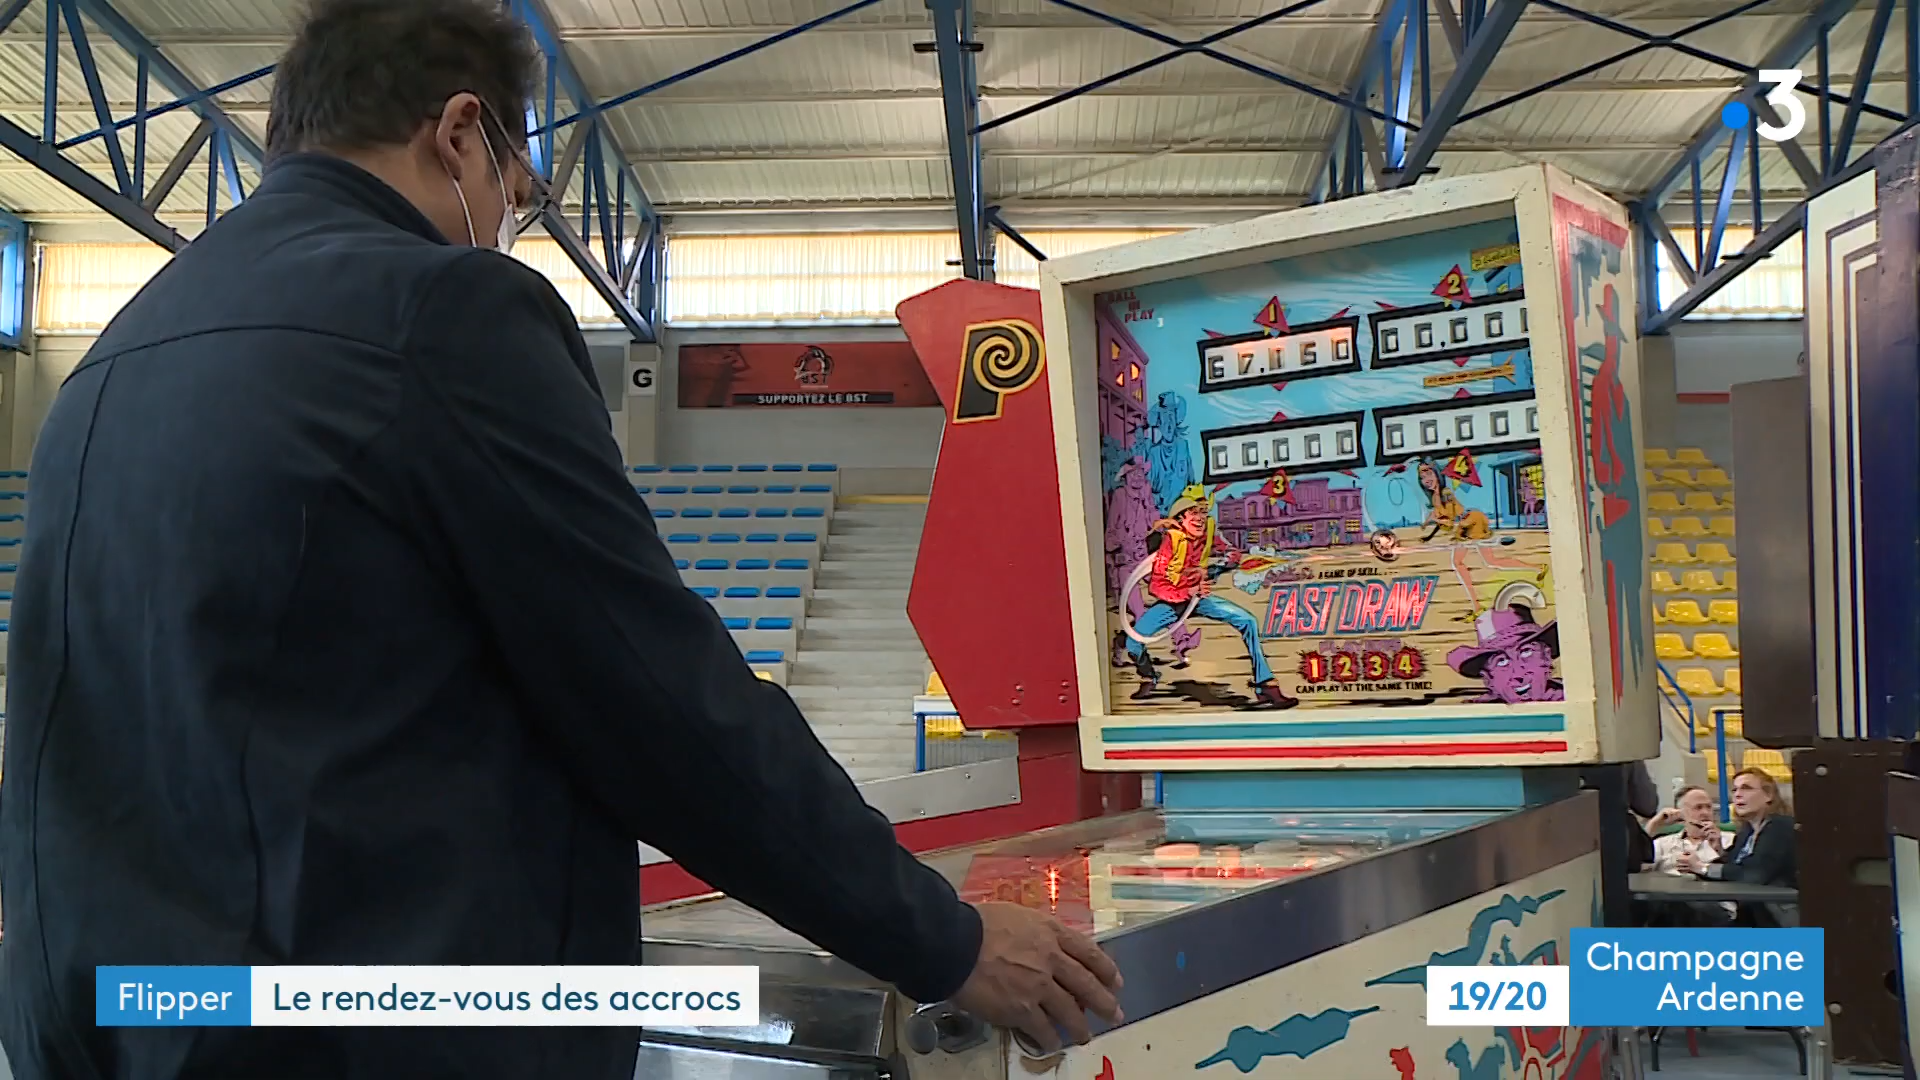 3
BALL
IN
PLAY
3
1
2
67,150
00,000
G
BST
SUPPORTEZ LE BST
P
00,000
00,000
3
4
A GAME OF SKILL...
FAST DRAW
1 2 3 4
CAN PLAY AT THE SAME TIME!
Flipper
Le rendez-vous des accrocs
19/20
Champagne
Ardenne